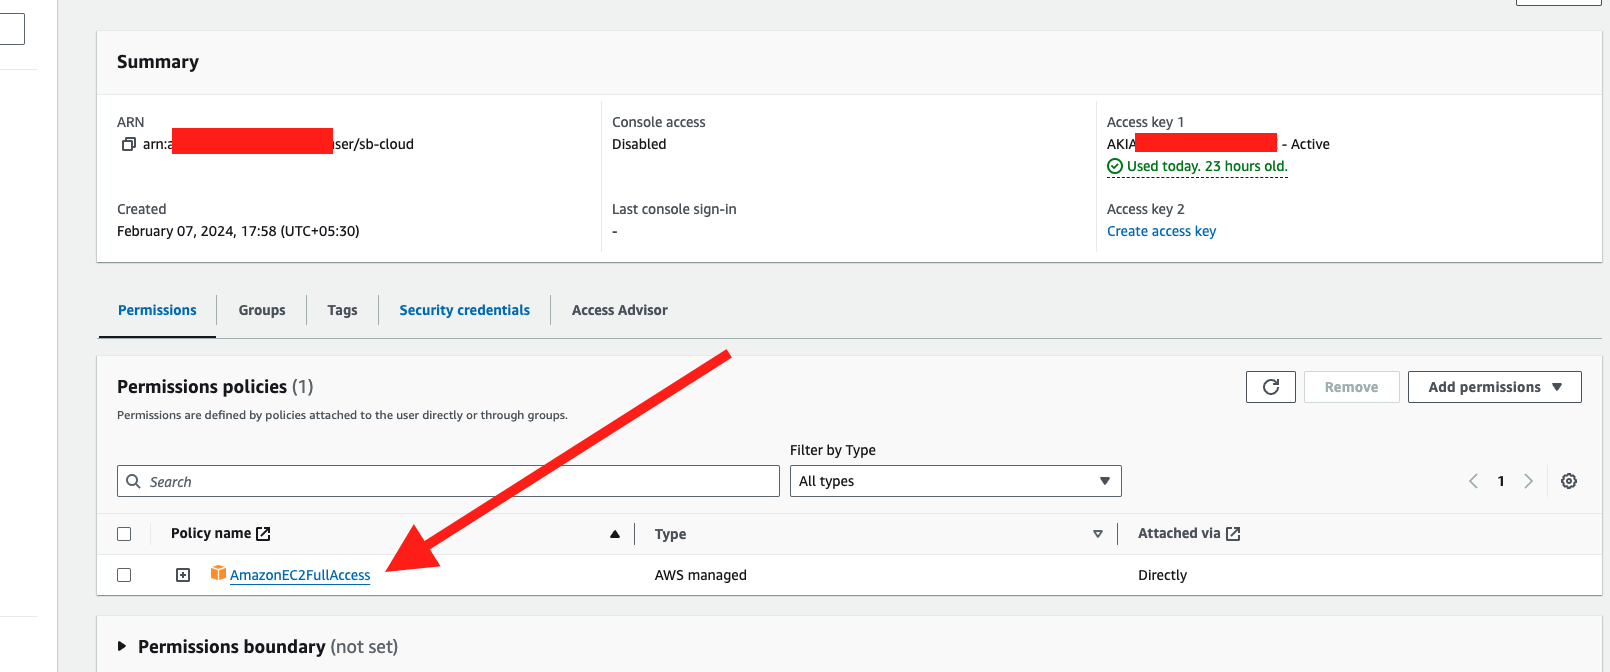 Summary
ARN
arn:a ser/sb-cloud
Console access
Disabled
Access key 1
AKIA - Active
Used today. 23 hours old.
Created
February 07, 2024, 17:58 (UTC+05:30)
Last console sign-in
-
Access key 2
Create access key
Permissions
Groups
Tags
Security credentials
Access Advisor
Permissions policies (1)
Permissions are defined by policies attached to the user directly or through groups.
Remove
Add permissions
Filter by Type
Search
All types
1
Policy name
Type
Attached via
AmazonEC2FullAccess
AWS managed
Directly
Permissions boundary (not set)